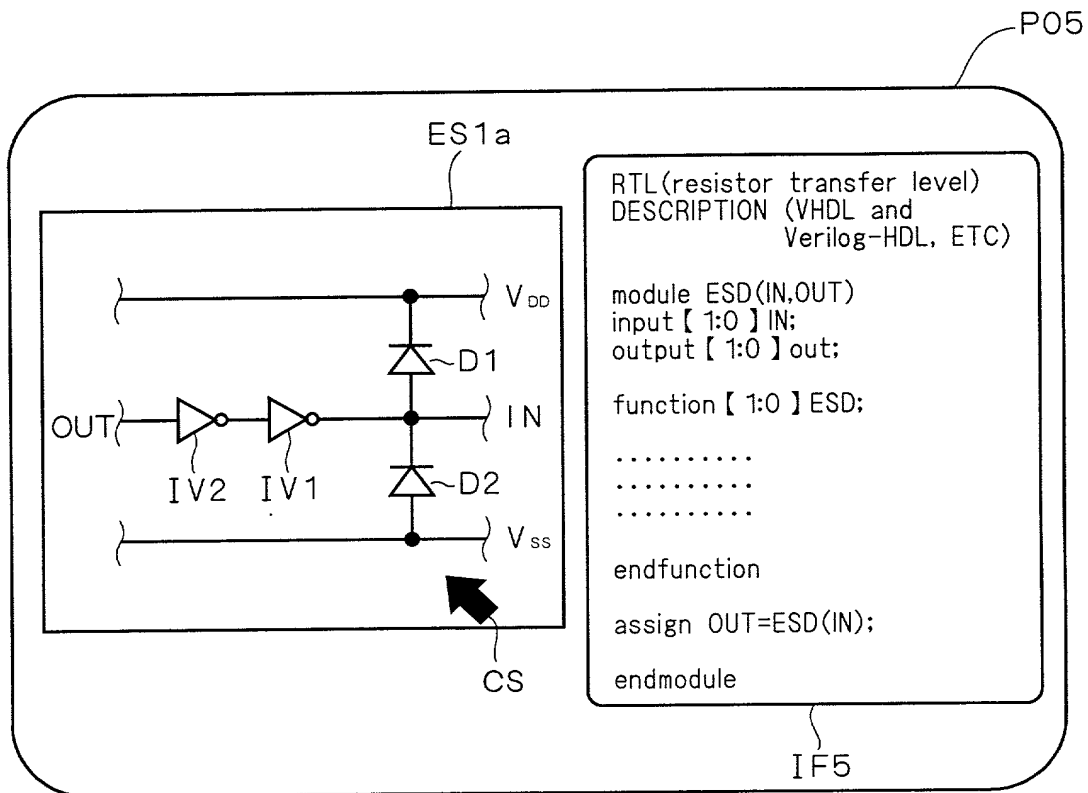 P05
ES1a
VDD
D1
OUT
IN
IV2
IV1
D2
VSS
CS
RTL(resistor transfer level)
DESCRIPTION (VHDL and
Verilog-HDL, ETC)
module ESD(IN,OUT)
input【1:0】IN;
output【1:0】out;
function【1:0】ESD;
..........
..........
..........
endfunction
assign OUT=ESD(IN);
endmodule
IF5